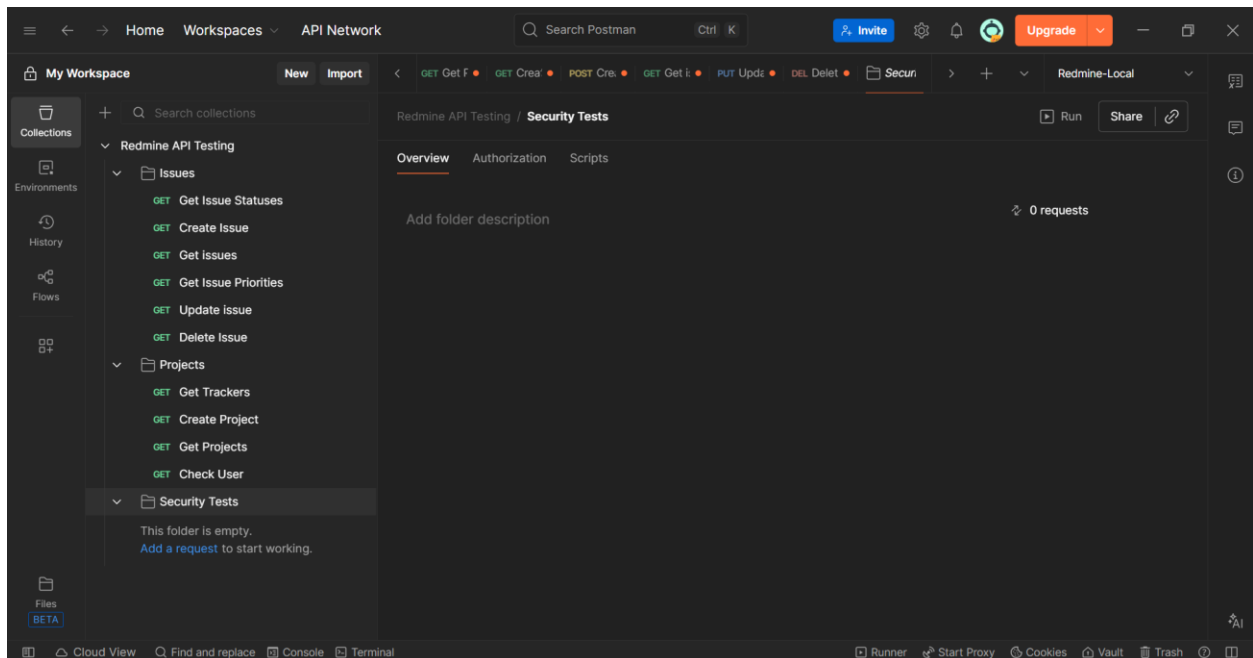 Home Workspaces API Network Search Postman Ctrl K Invite Upgrade
My Workspace New Import GET Get F GET Crea' POST Cre. GET Get i: PUT Upda DEL Delet Securi Redmine-Local
Collections
Search collections
Redmine API Testing / Security Tests Run Share
Redmine API Testing
Overview Authorization Scripts
Issues
Environments
GET Get Issue Statuses
0 requests
Add folder description
GET Create Issue
History
GET Get issues
GET Get Issue Priorities
Flows
GET Update issue
GET Delete Issue
Projects
GET Get Trackers
GET Create Project
GET Get Projects
GET Check User
Security Tests
This folder is empty.
Add a request to start working.
Files
BETA
AI
Cloud View Find and replace Console Terminal Runner Start Proxy Cookies Vault Trash